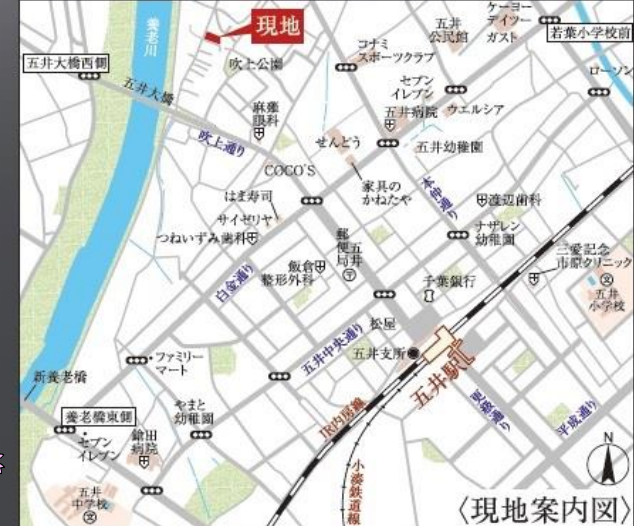 養老川
現地
五井
公民館
ケーヨー
デイツー
ガスト
若葉小学校前
コナミ
スポーツクラブ
五井大橋西側
吹上公園
ローソン
セブン
イレブン
五井大橋
麻薙
眼科
五井病院
ウエルシア
吹上通り
せんどう
五井幼稚園
COCO'S
家具の
かねたや
本仲通り
はま寿司
渡辺歯科
サイゼリヤ
ナザレン
幼稚園
つねいずみ歯科
五井
郵便局
三愛記念
市原クリニック
白金通り
飯倉
整形外科
千葉銀行
五井
小学校
松屋
五井中央通り
五井支所
五井駅
ファミリー
マート
新養老橋
更級通り
平成通り
やまと
幼稚園
養老橋東側
JR内房線
セブン
イレブン
鎌田
病院
小湊鉄道線
N
五井
中学校
〈現地案内図〉